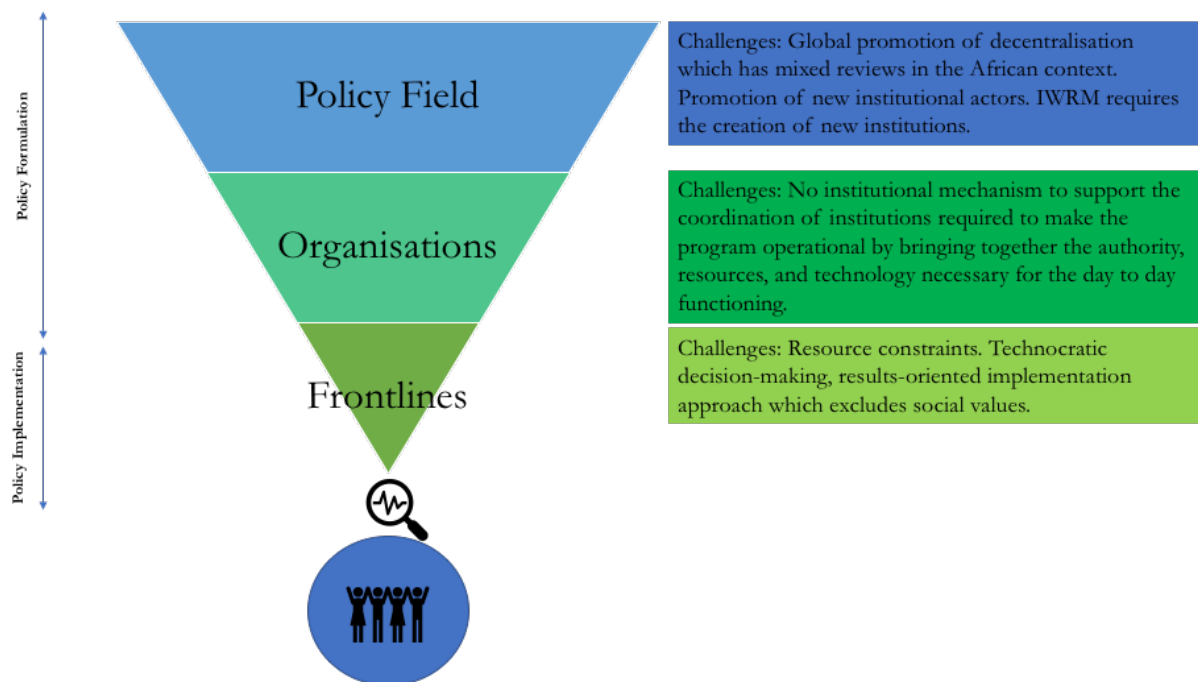 Policy Formulation
Policy Implementation
Policy Field
Organisations
Frontlines
Challenges: Global promotion of decentralisation
which has mixed reviews in the African context.
Promotion of new institutional actors. IWRM requires
the creation of new institutions.
Challenges: No institutional mechanism to support the
coordination of institutions required to make the
program operational by bringing together the authority,
resources, and technology necessary for the day to day
functioning.
Challenges: Resource constraints. Technocratic
decision-making, results-oriented implementation
approach which excludes social values.